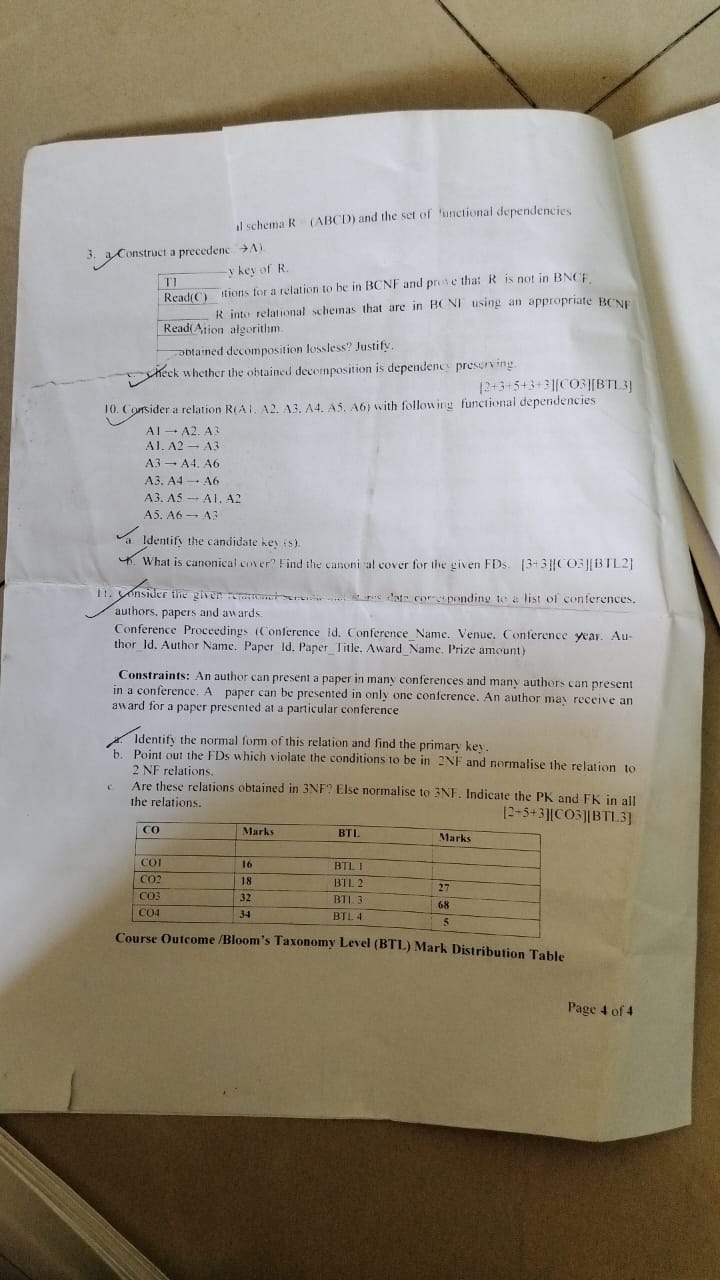 il schema R (ABCD) and the set of functional dependencies
3. a. Construct a precedenc →A).
y key of R.
T1
itions for a relation to be in BCNF and prove that R is not in BNCF.
Read(C)
R into relational schemas that are in BCNF using an appropriate BCNF
Read(A
tion algorithm.
obtained decomposition lossless? Justify.
check whether the obtained decomposition is dependency preserving.
[2+3+5+3+3][CO3][BTL3]
10. Consider a relation R(A1, A2, A3, A4, A5, A6) with following functional dependencies
A1 → A2, A3
A1, A2 → A3
A3 → A4, A6
A3, A4 → A6
A3, A5 → A1, A2
A5, A6 → A3
a. Identify the candidate key (s).
b. What is canonical cover? Find the canonical cover for the given FDs. [3+3][CO3][BTL2]
11. Consider the given data corresponding to a list of conferences,
authors, papers and awards.
Conference Proceedings (Conference Id, Conference_Name, Venue, Conference year, Au-
thor_Id, Author Name, Paper Id, Paper_Title, Award_Name, Prize amount)
Constraints: An author can present a paper in many conferences and many authors can present
in a conference. A paper can be presented in only one conference. An author may receive an
award for a paper presented at a particular conference
a. Identify the normal form of this relation and find the primary key.
b. Point out the FDs which violate the conditions to be in 2NF and normalise the relation to
2 NF relations.
c. Are these relations obtained in 3NF? Else normalise to 3NF. Indicate the PK and FK in all
the relations.
[2+5+3][CO3][BTL3]
CO Marks BTL Marks
CO1 16 BTL 1
CO2 18 BTL 2 27
CO3 32 BTL 3 68
CO4 34 BTL 4 5
Course Outcome /Bloom's Taxonomy Level (BTL) Mark Distribution Table
Page 4 of 4